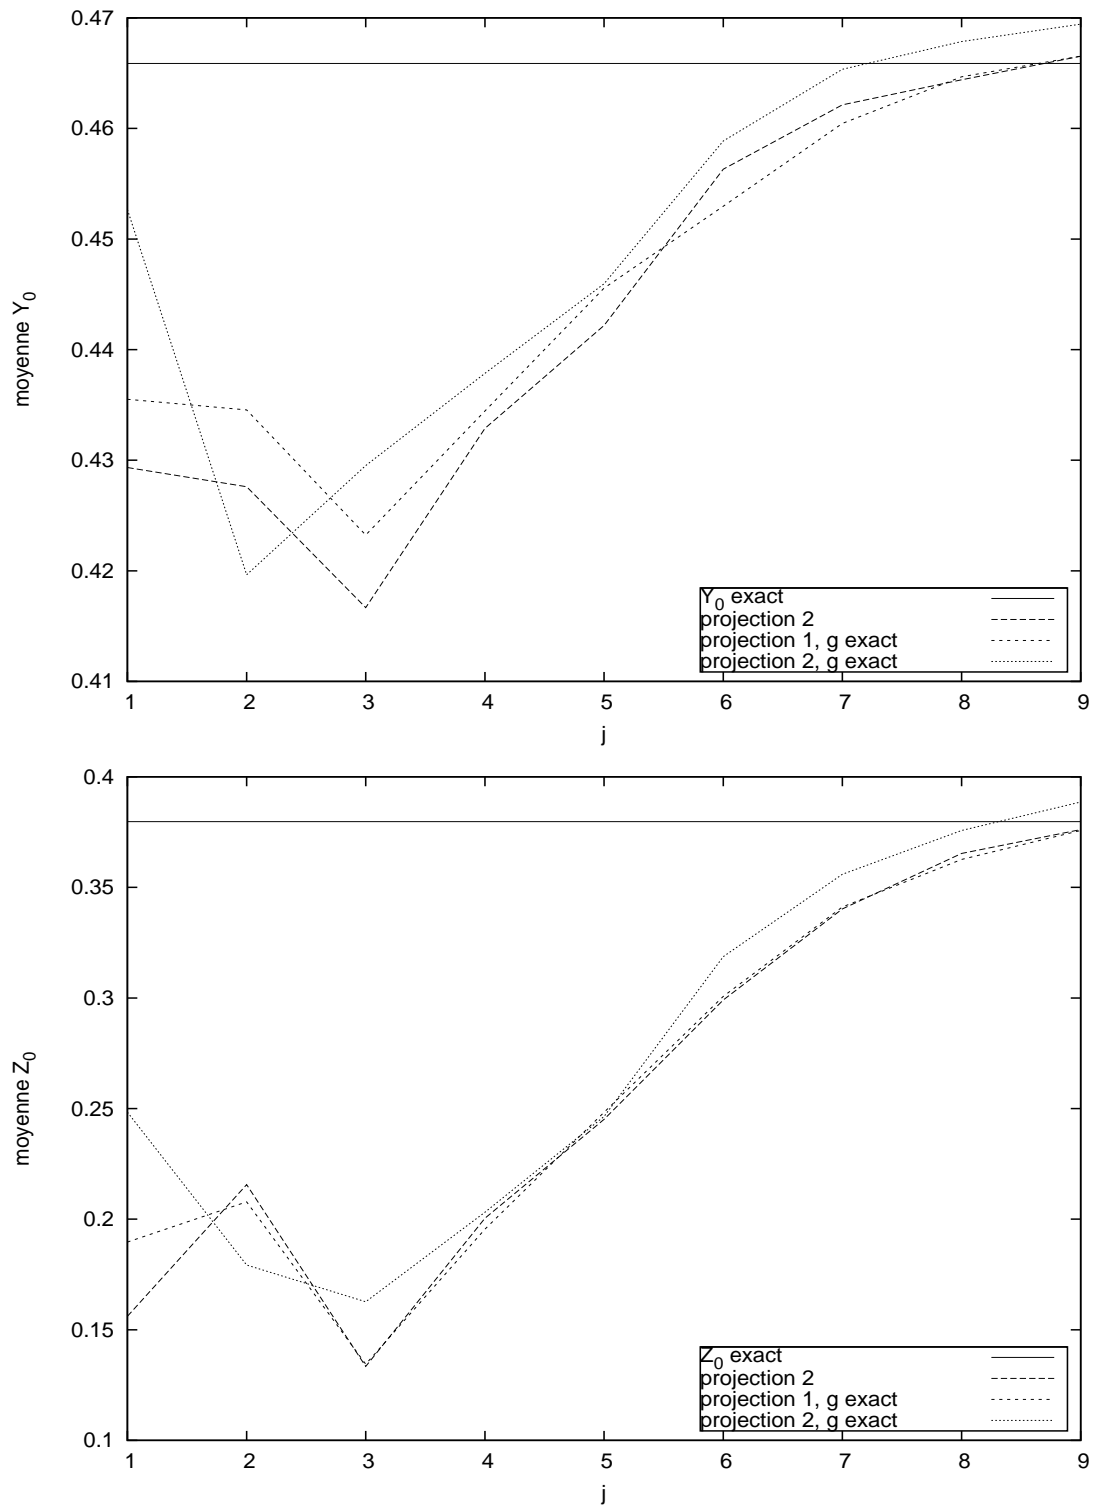 0.47
0.46
0.45
0.44
0.43
0.42
0.41
moyenne Y0
Y0 exact
projection 2
projection 1, g exact
projection 2, g exact
1 2 3 4 5 6 7 8 9
j
0.4
0.35
0.3
0.25
0.2
0.15
0.1
moyenne Z0
Z0 exact
projection 2
projection 1, g exact
projection 2, g exact
1 2 3 4 5 6 7 8 9
j